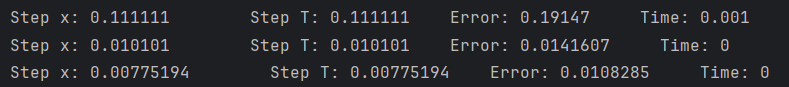 Step x: 0.111111 Step T: 0.111111 Error: 0.19147 Time: 0.001
Step x: 0.010101 Step T: 0.010101 Error: 0.0141607 Time: 0
Step x: 0.00775194 Step T: 0.00775194 Error: 0.0108285 Time: 0